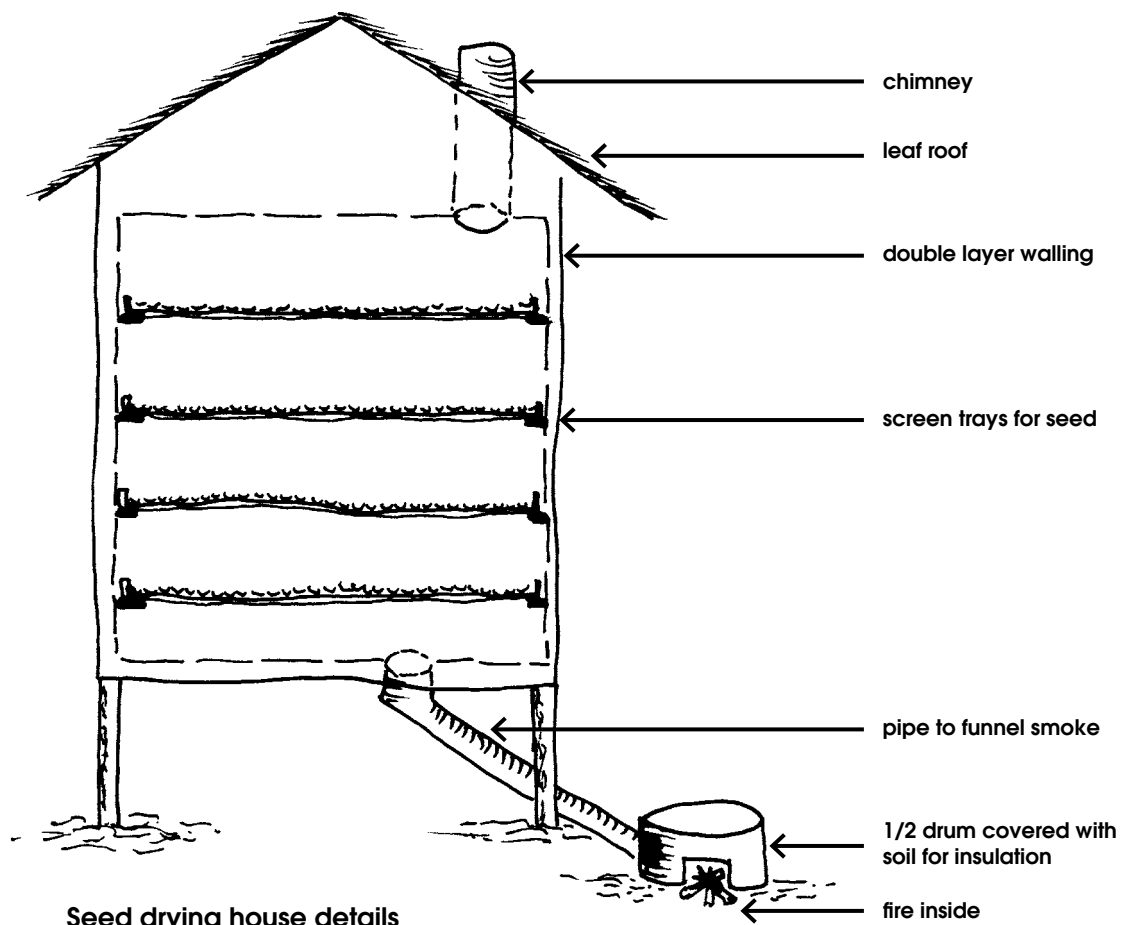 chimney
leaf roof
double layer walling
screen trays for seed
pipe to funnel smoke
1/2 drum covered with
soil for insulation
fire inside
Seed drying house details